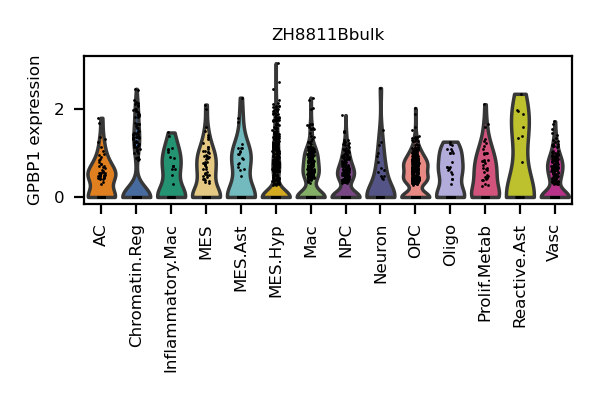 ZH8811Bbulk
GPBP1 expression
2
0
AC
Chromatin.Reg
Inflammatory.Mac
MES
MES.Ast
MES.Hyp
Mac
NPC
Neuron
OPC
Oligo
Prolif.Metab
Reactive.Ast
Vasc